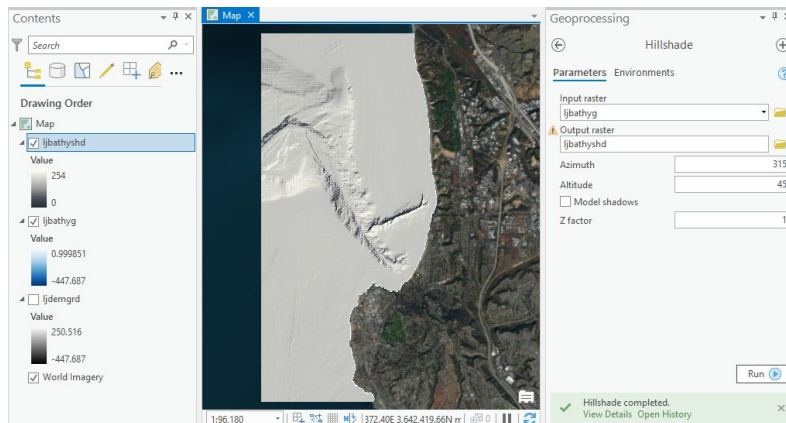 Contents
Search
Drawing Order
Map
ljbathyshd
Value
254
0
ljbathyg
Value
0.999851
-447.687
ljdemgrd
Value
250.516
-447.687
World Imagery
Map
1:96,180
372.40E 3,642,419.66N m
0
Geoprocessing
Hillshade
Parameters Environments
Input raster
ljbathyg
Output raster
ljbathyshd
Azimuth 315
Altitude 45
Model shadows
Z factor 1
Run
Hillshade completed.
View Details Open History